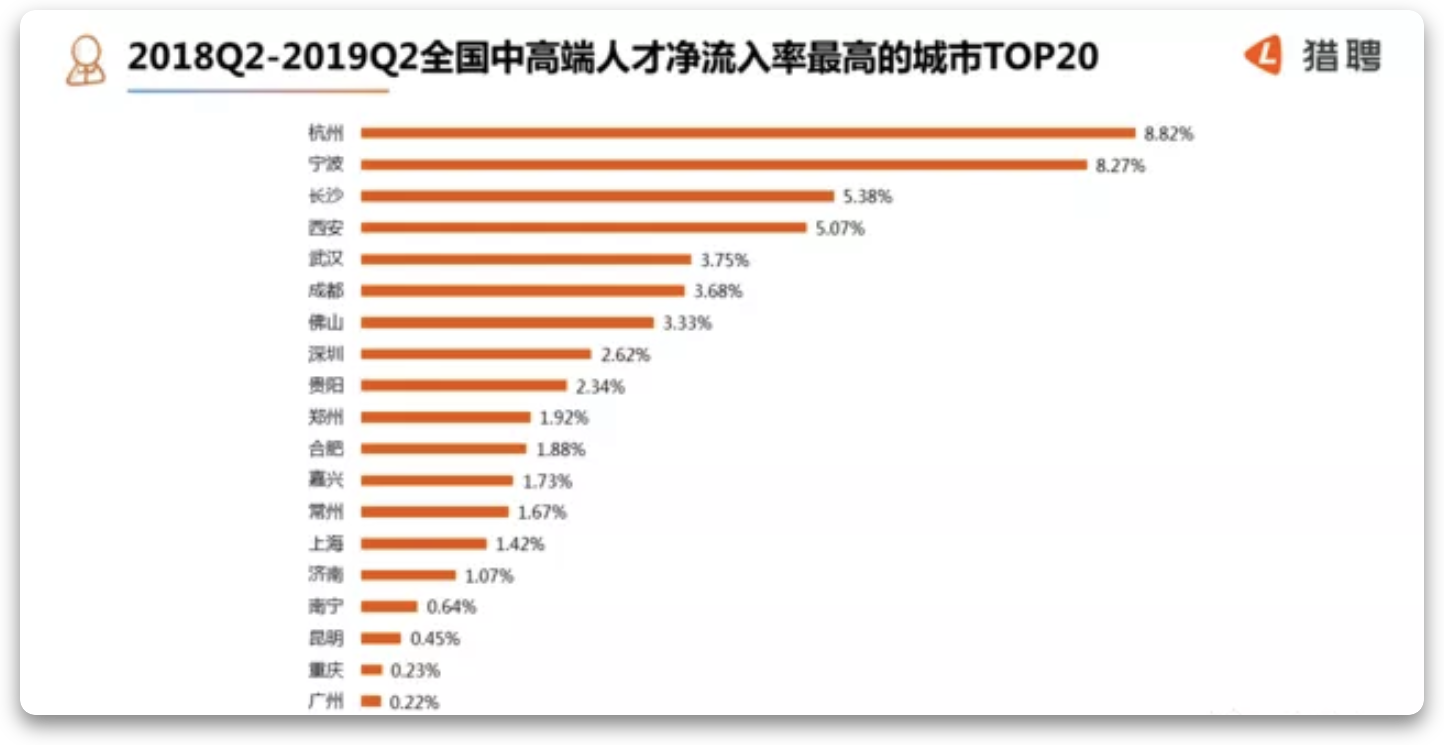 2018Q2-2019Q2全国中高端人才净流入率最高的城市TOP20
猎聘
杭州 8.82%
宁波 8.27%
长沙 5.38%
西安 5.07%
武汉 3.75%
成都 3.68%
佛山 3.33%
深圳 2.62%
贵阳 2.34%
郑州 1.92%
合肥 1.88%
嘉兴 1.73%
常州 1.67%
上海 1.42%
济南 1.07%
南宁 0.64%
昆明 0.45%
重庆 0.23%
广州 0.22%